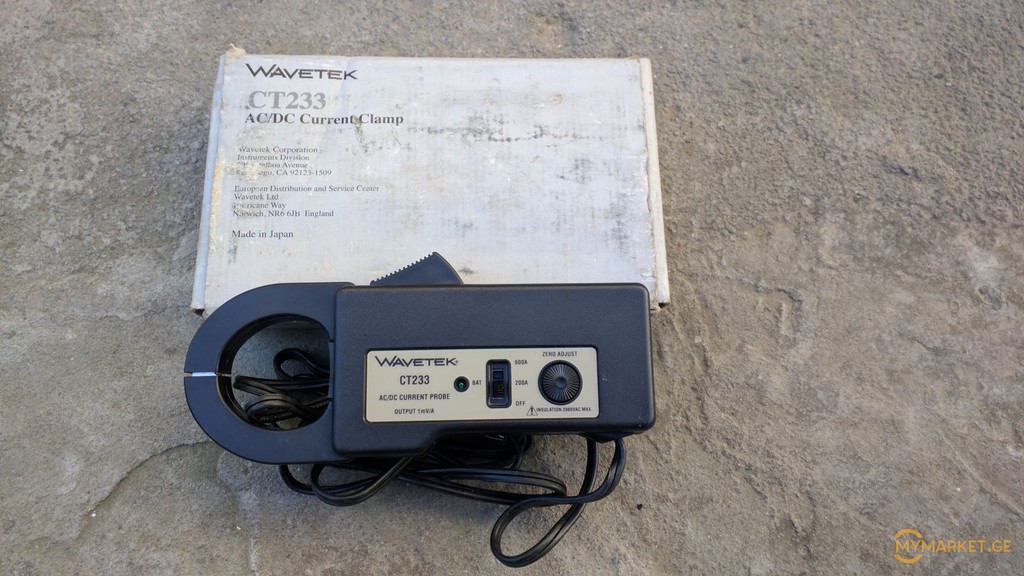 WAVETEK
CT233
AC/DC Current Clamp
Wavetek Corporation
Instruments Division
Avenue
CA 92123-1509
European Distribution and Service Center
Wavetek Ltd
Way
Norwich, NR6 6JB England
Made in Japan
WAVETEK
CT233
AC/DC CURRENT PROBE
OUTPUT 1mV/A
BAT
600A
200A
OFF
ZERO ADJUST
INSULATION 2000VAC MAX
MYMARKET.GE